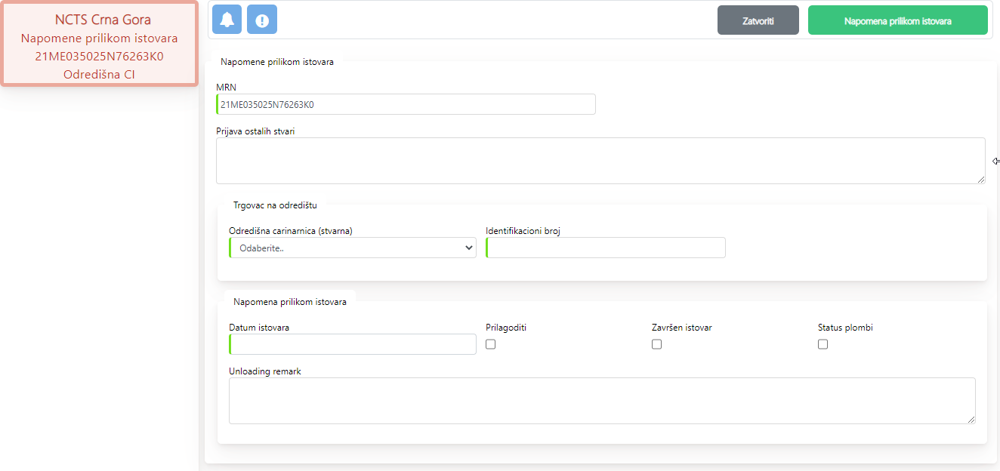 NCTS Crna Gora
Napomene prilikom istovara
21ME035025N76263K0
Odredišna CI
Zatvoriti
Napomena prilikom istovara
Napomene prilikom istovara
MRN
21ME035025N76263K0
Prijava ostalih stvari
Trgovac na odredištu
Odredišna carinarnica (stvarna)
Identifikacioni broj
Odaberite..
Napomena prilikom istovara
Datum istovara
Prilagoditi
Završen istovar
Status plombi
Unloading remark